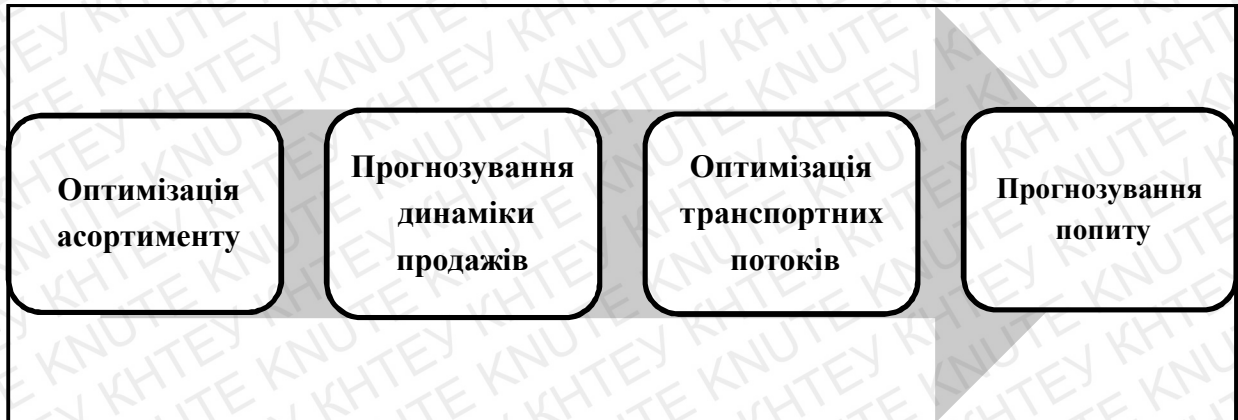 Оптимізація
асортименту
Прогнозування
динаміки
продажів
Оптимізація
транспортних
потоків
Прогнозування
попиту